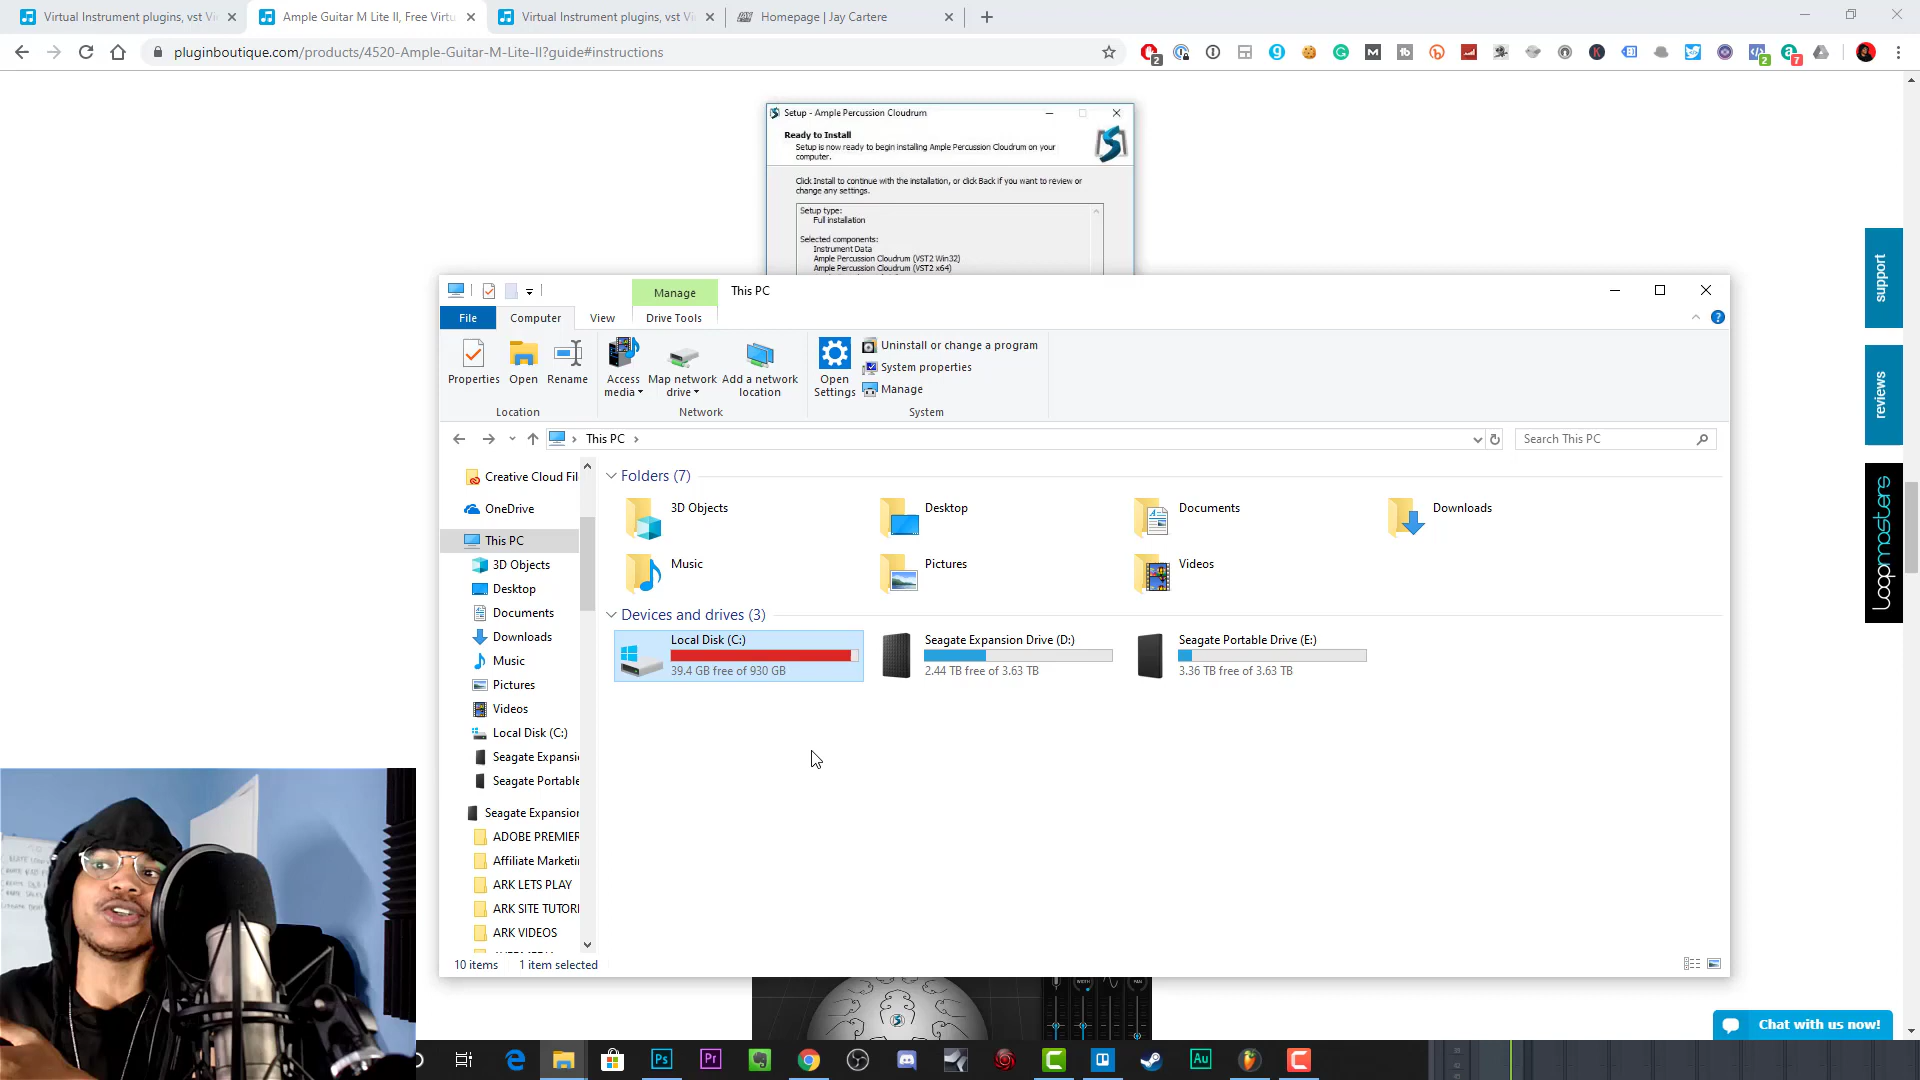 Virtual Instrument plugins, vst Vi
Ample Guitar M Lite II, Free Virtu
Virtual Instrument plugins, vst Vi
Homepage | Jay Cartere
pluginboutique.com/products/4520-Ample-Guitar-M-Lite-II?guide#instructions
2
2
7
Setup - Ample Percussion Cloudrum
Ready to Install
Setup is now ready to begin installing Ample Percussion Cloudrum on your
computer.
Click Install to continue with the installation, or click Back if you want to review or
change any settings.
Setup type:
Full installation
Selected components:
Instrument Data
Ample Percussion Cloudrum (VST2 Win32)
Ample Percussion Cloudrum (VST2 x64)
support
reviews
loopmasters
Manage
This PC
File
Computer
View
Drive Tools
Properties
Open
Rename
Access
media
Map network
drive
Add a network
location
Open
Settings
Uninstall or change a program
System properties
Manage
Location
Network
System
This PC
Search This PC
Creative Cloud Fil
OneDrive
This PC
3D Objects
Desktop
Documents
Downloads
Music
Pictures
Videos
Local Disk (C:)
Seagate Expansi
Seagate Portable
Seagate Expansion
ADOBE PREMIER
Affiliate Marketi
ARK LETS PLAY
ARK SITE TUTORI
ARK VIDEOS
Folders (7)
3D Objects
Desktop
Documents
Downloads
Music
Pictures
Videos
Devices and drives (3)
Local Disk (C:)
39.4 GB free of 930 GB
Seagate Expansion Drive (D:)
2.44 TB free of 3.63 TB
Seagate Portable Drive (E:)
3.36 TB free of 3.63 TB
10 items
1 item selected
Chat with us now!
Ps
Pr
Au